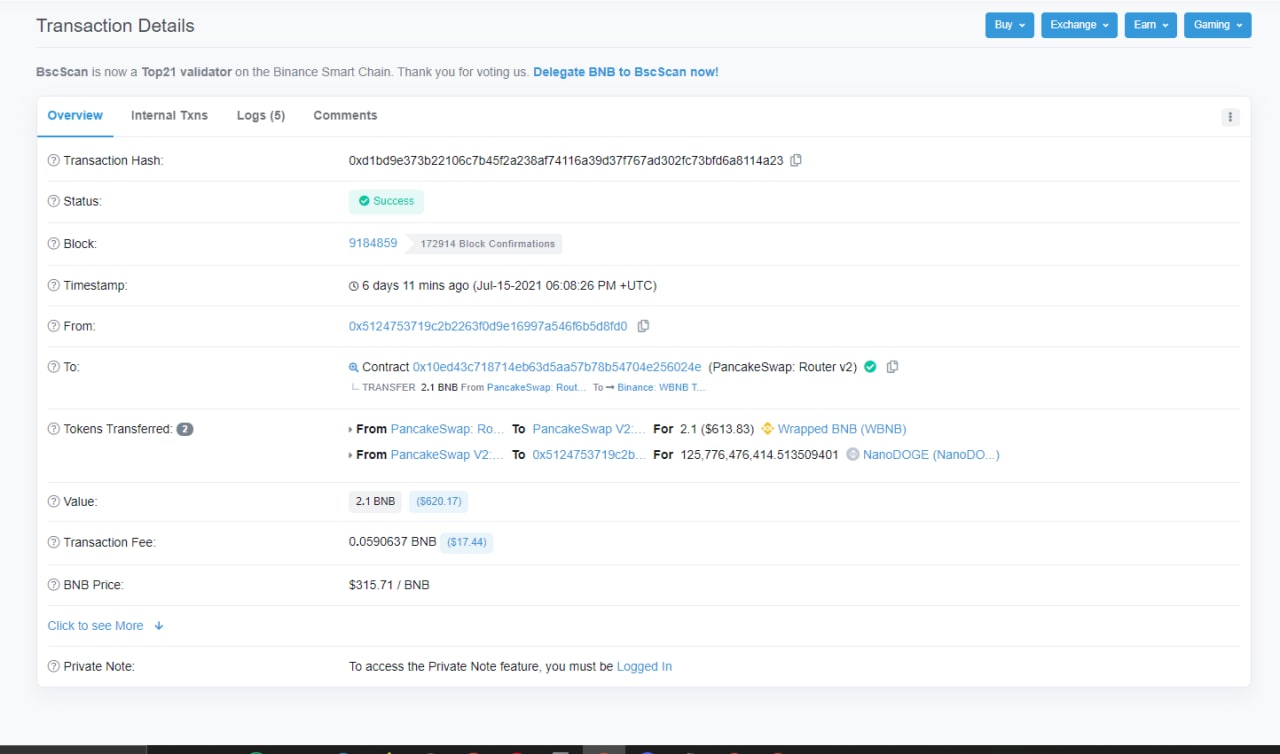 Transaction Details
Buy Exchange Earn Gaming
BscScan is now a Top21 validator on the Binance Smart Chain. Thank you for voting us. Delegate BNB to BscScan now!
Overview Internal Txns Logs (5) Comments
Transaction Hash: 0xd1bd9e373b22106c7b45f2a238af74116a39d37f767ad302fc73bfd6a8114a23
Status: Success
Block: 9184859 172914 Block Confirmations
Timestamp: 6 days 11 mins ago (Jul-15-2021 06:08:26 PM +UTC)
From: 0x5124753719c2b2263f0d9e16997a546f6b5d8fd0
To: Contract 0x10ed43c718714eb63d5aa57b78b54704e256024e (PancakeSwap: Router v2)
TRANSFER 2.1 BNB From PancakeSwap: Rout... To → Binance: WBNB T...
Tokens Transferred: 2 From PancakeSwap: Ro... To PancakeSwap V2:... For 2.1 ($613.83) Wrapped BNB (WBNB)
From PancakeSwap V2:... To 0x5124753719c2b... For 125,776,476,414.513509401 NanoDOGE (NanoDO...)
Value: 2.1 BNB ($620.17)
Transaction Fee: 0.0590637 BNB ($17.44)
BNB Price: $315.71 / BNB
Click to see More
Private Note: To access the Private Note feature, you must be Logged In